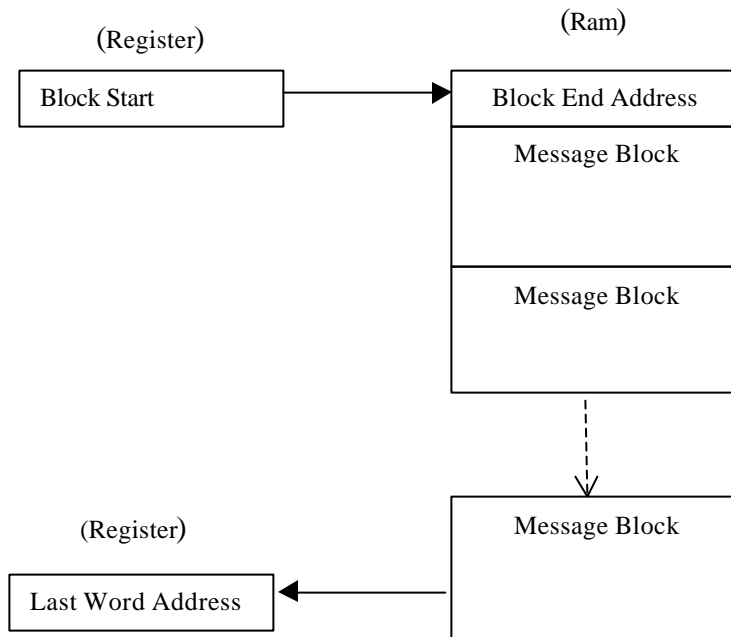 (Register)
(Ram)
Block Start
Block End Address
Message Block
Message Block
Message Block
(Register)
Last Word Address